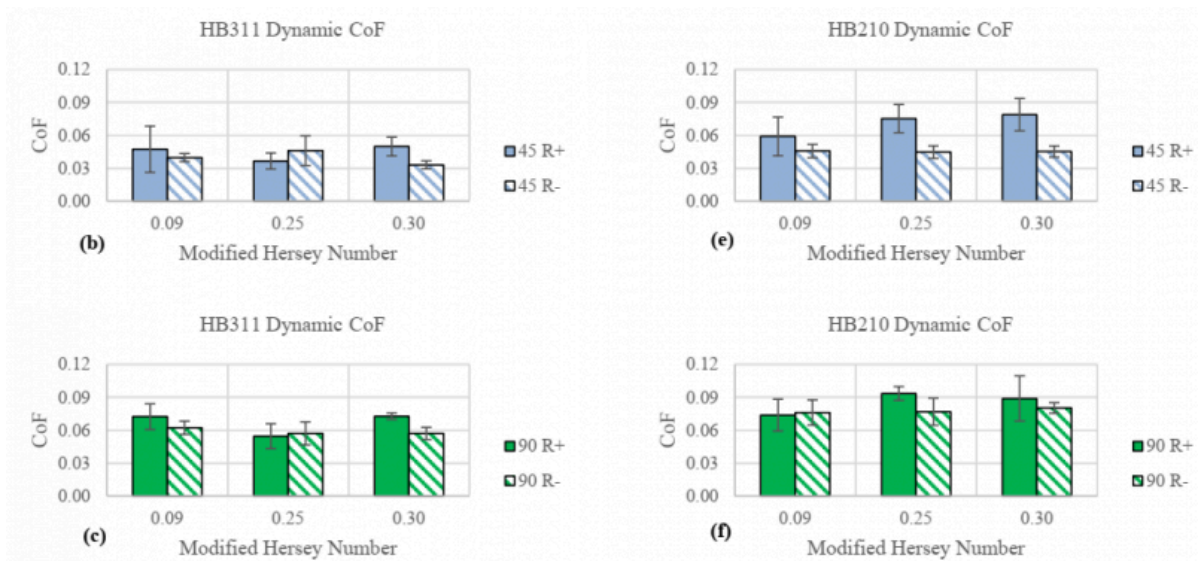 HB311 Dynamic CoF
0.12
0.09
0.06
0.03
0.00
CoF
0.09 0.25 0.30
Modified Hersey Number
45 R+
45 R-
(b)
HB210 Dynamic CoF
0.12
0.09
0.06
0.03
0.00
CoF
0.09 0.25 0.30
Modified Hersey Number
45 R+
45 R-
(e)
HB311 Dynamic CoF
0.12
0.09
0.06
0.03
0.00
CoF
0.09 0.25 0.30
Modified Hersey Number
90 R+
90 R-
(c)
HB210 Dynamic CoF
0.12
0.09
0.06
0.03
0.00
CoF
0.09 0.25 0.30
Modified Hersey Number
90 R+
90 R-
(f)